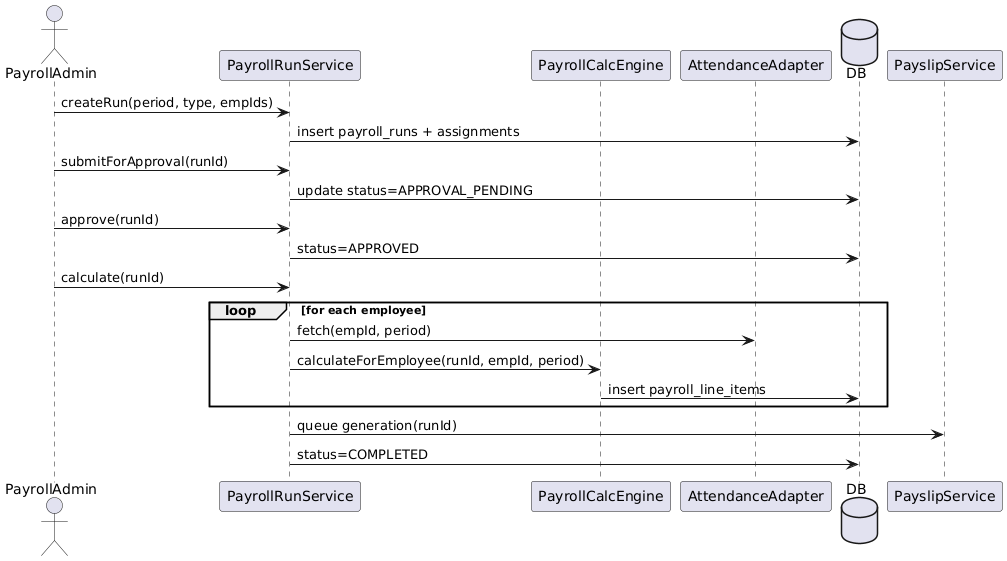 PayrollAdmin
PayrollRunService
PayrollCalcEngine
AttendanceAdapter
DB
PayslipService
createRun(period, type, empIds)
insert payroll_runs + assignments
submitForApproval(runId)
update status=APPROVAL_PENDING
approve(runId)
status=APPROVED
calculate(runId)
loop
[for each employee]
fetch(empId, period)
calculateForEmployee(runId, empId, period)
insert payroll_line_items
queue generation(runId)
status=COMPLETED
PayrollAdmin
PayrollRunService
PayrollCalcEngine
AttendanceAdapter
DB
PayslipService